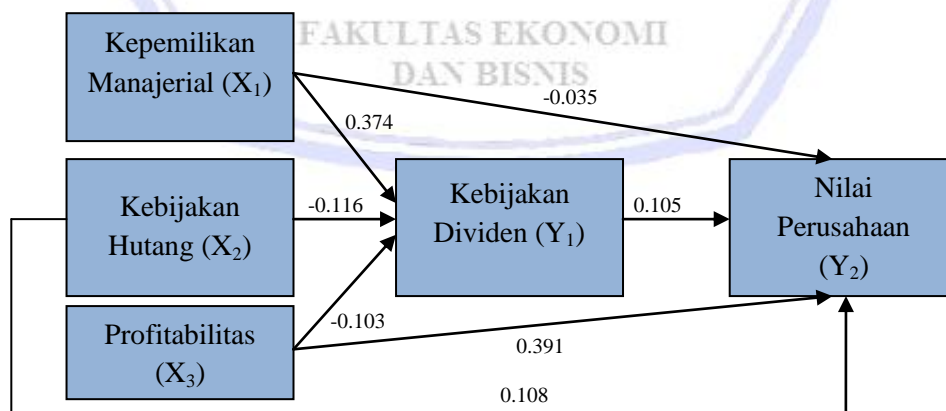 FAKULTAS EKONOMI
DAN BISNIS
Kepemilikan
Manajerial (X₁)
-0.035
0.374
Kebijakan
Hutang (X₂)
-0.116
Kebijakan
Dividen (Y₁)
0.105
Nilai
Perusahaan
(Y₂)
Profitabilitas
(X₃)
-0.103
0.391
0.108